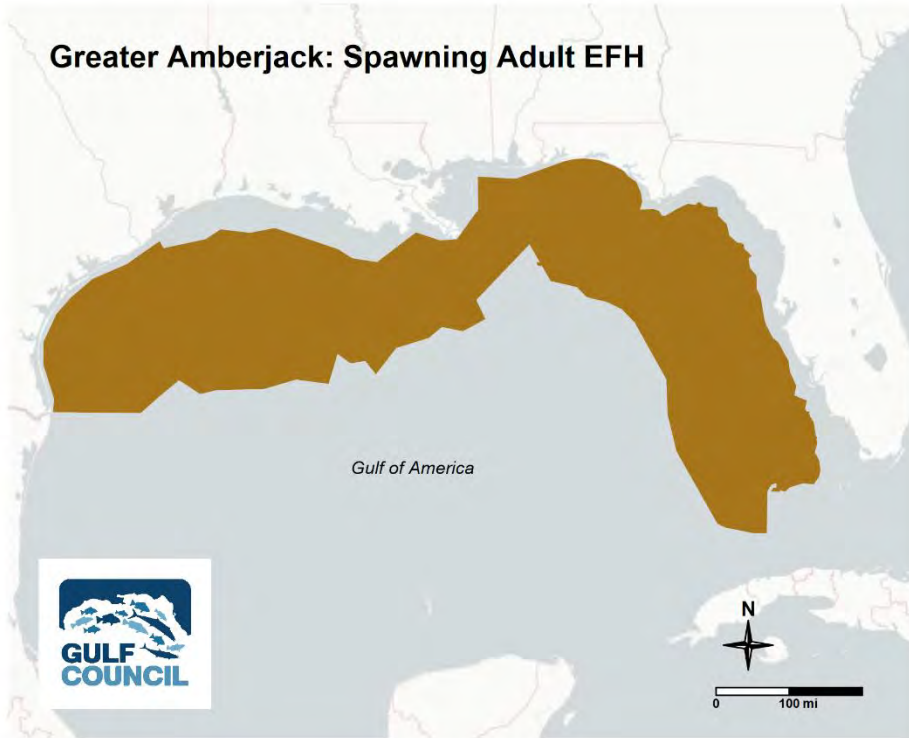 Greater Amberjack: Spawning Adult EFH
Gulf of America
GULF
COUNCIL
N
0 100 mi